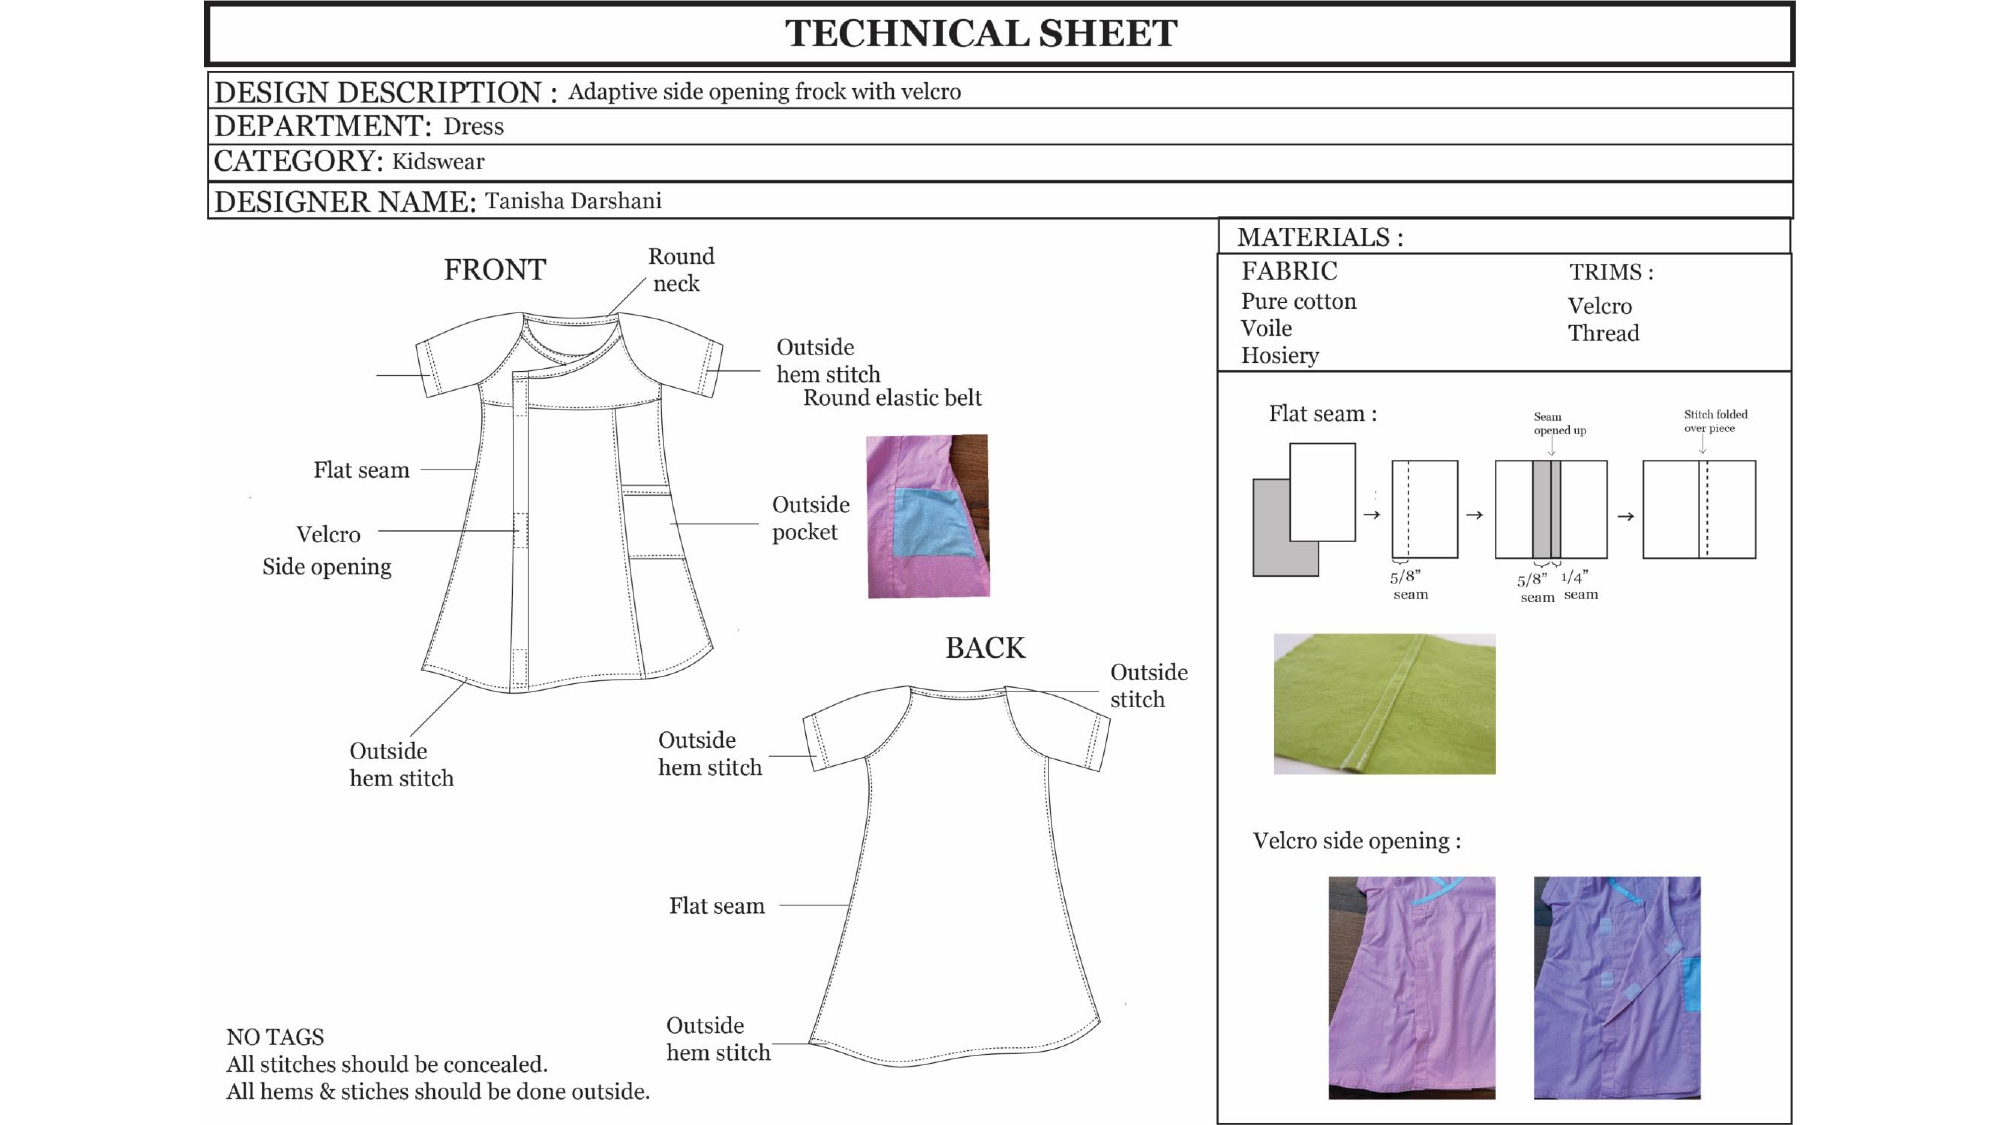 TECHNICAL SHEET
DESIGN DESCRIPTION : Adaptive side opening frock with velcro
DEPARTMENT: Dress
CATEGORY: Kidswear
DESIGNER NAME: Tanisha Darshani
FRONT
Round
neck
Outside
hem stitch
Round elastic belt
Flat seam
Outside
pocket
Velcro
Side opening
Outside
hem stitch
BACK
Outside
stitch
Outside
hem stitch
Flat seam
Outside
hem stitch
NO TAGS
All stitches should be concealed.
All hems & stiches should be done outside.
MATERIALS :
FABRIC
Pure cotton
Voile
Hosiery
TRIMS :
Velcro
Thread
Flat seam :
Seam
opened up
Stitch folded
over piece
5/8”
seam
5/8”
seam
1/4”
seam
Velcro side opening :